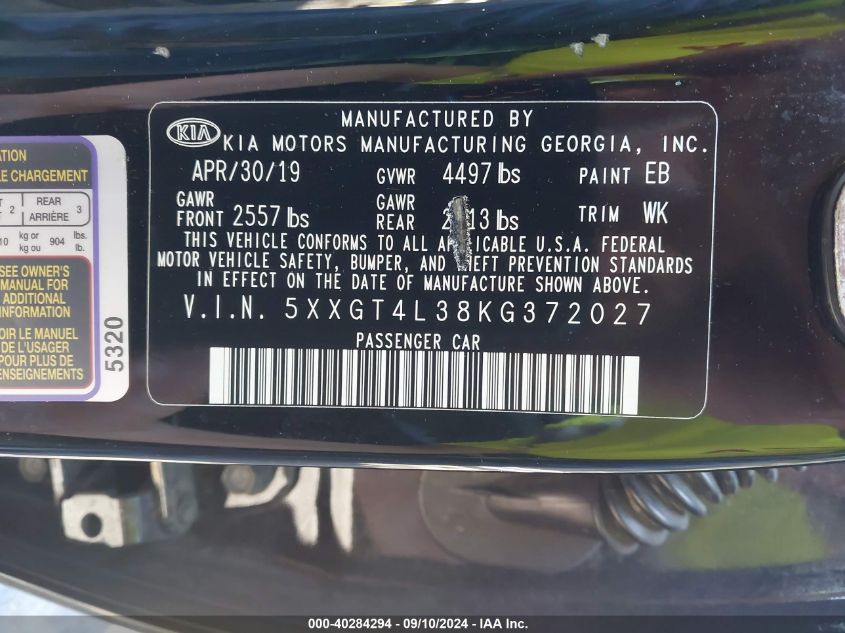 MANUFACTURED BY
KIA KIA MOTORS MANUFACTURING GEORGIA, INC.
APR/30/19 GVWR 4497 lbs PAINT EB
GAWR FRONT 2557 lbs GAWR REAR lbs TRIM WK
THIS VEHICLE CONFORMS TO ALL U.S.A. FEDERAL
MOTOR VEHICLE SAFETY, BUMPER, AND PREVENTION STANDARDS
IN EFFECT ON THE DATE OF MANUFACTURE SHOWN ABOVE.
V.I.N. 5XXGT4L38KG372027
PASSENGER CAR
CHARGEMENT
2 REAR ARRIÈRE 3
kg or kg ou 904 lbs. lb.
SEE OWNER'S
MANUAL FOR
ADDITIONAL
INFORMATION
LE MANUEL
DE L'USAGER
POUR PLUS DE
5320
000-40284294 - 09/10/2024 - IAA Inc.